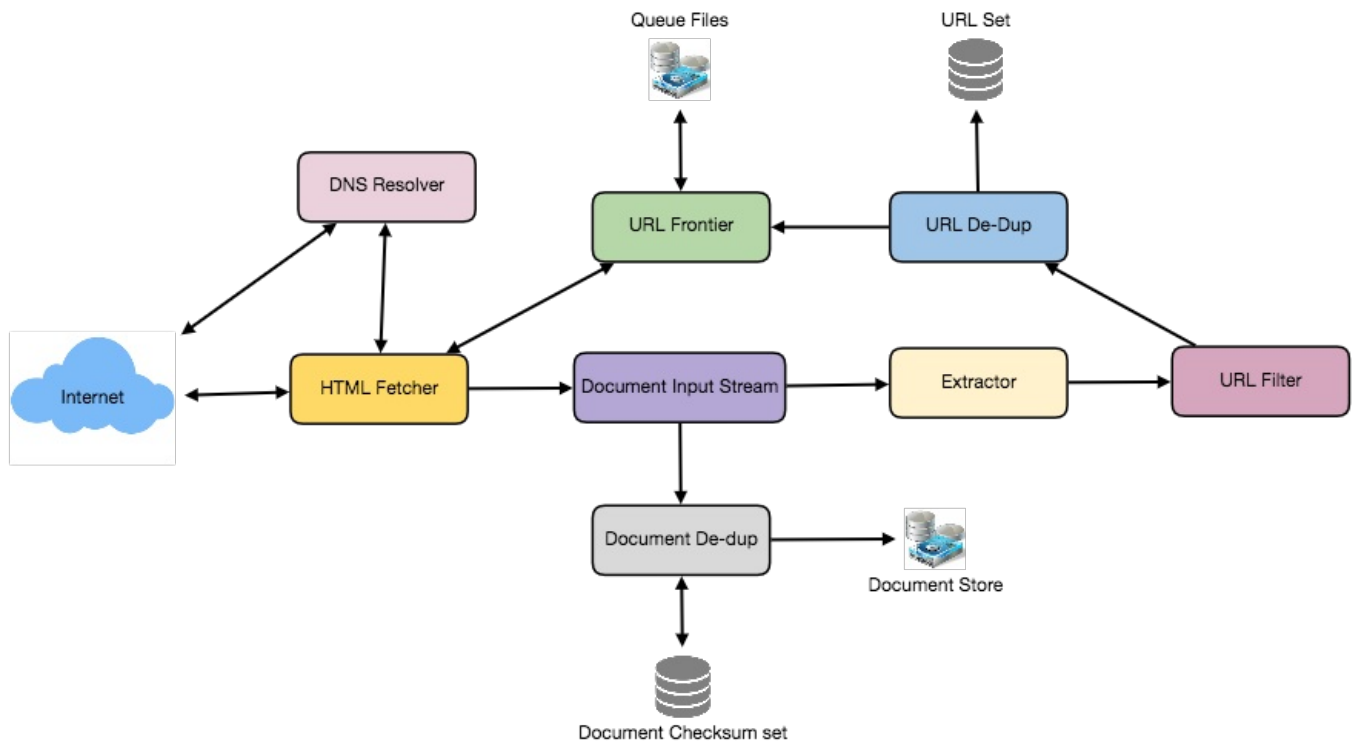 Queue Files
URL Set
DNS Resolver
URL Frontier
URL De-Dup
Internet
HTML Fetcher
Document Input Stream
Extractor
URL Filter
Document De-dup
Document Store
Document Checksum set